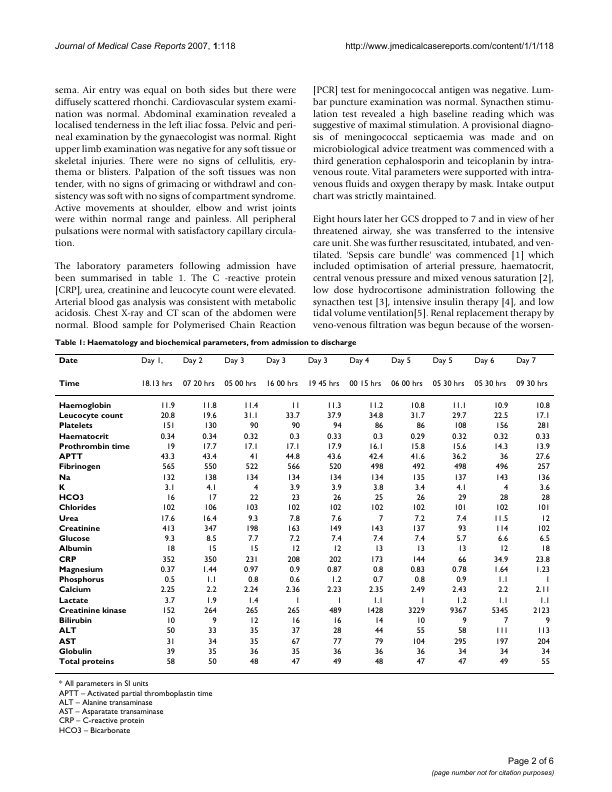 Journal of Medical Case Reports 2007, 1:118
http://www.jmedicalcasereports.com/content/1/1/118
sema. Air entry was equal on both sides but there were
diffusely scattered rhonchi. Cardiovascular system exami-
nation was normal. Abdominal examination revealed a
localised tenderness in the left iliac fossa. Pelvic and peri-
neal examination by the gynaecologist was normal. Right
upper limb examination was negative for any soft tissue or
skeletal injuries. There were no signs of cellulitis, ery-
thema or blisters. Palpation of the soft tissues was non
tender, with no signs of grimacing or withdrawl and con-
sistency was soft with no signs of compartment syndrome.
Active movements at shoulder, elbow and wrist joints
were within normal range and painless. All peripheral
pulsations were normal with satisfactory capillary circula-
tion.
The laboratory parameters following admission have
been summarised in table 1. The C -reactive protein
[CRP], urea, creatinine and leucocyte count were elevated.
Arterial blood gas analysis was consistent with metabolic
acidosis. Chest X-ray and CT scan of the abdomen were
normal. Blood sample for Polymerised Chain Reaction
[PCR] test for meningococcal antigen was negative. Lum-
bar puncture examination was normal. Synacthen stimu-
lation test revealed a high baseline reading which was
suggestive of maximal stimulation. A provisional diagno-
sis of meningococcal septicaemia was made and on
microbiological advice treatment was commenced with a
third generation cephalosporin and teicoplanin by intra-
venous route. Vital parameters were supported with intra-
venous fluids and oxygen therapy by mask. Intake output
chart was strictly maintained.
Eight hours later her GCS dropped to 7 and in view of her
threatened airway, she was transferred to the intensive
care unit. She was further resuscitated, intubated, and ven-
tilated. 'Sepsis care bundle' was commenced [1] which
included optimisation of arterial pressure, haematocrit,
central venous pressure and mixed venous saturation [2],
low dose hydrocortisone administration following the
synacthen test [3], intensive insulin therapy [4], and low
tidal volume ventilation[5]. Renal replacement therapy by
veno-venous filtration was begun because of the worsen-
Table 1: Haematology and biochemical parameters, from admission to discharge
Date Day 1, Day 2 Day 3 Day 3 Day 3 Day 4 Day 5 Day 5 Day 6 Day 7
Time 18.13 hrs 07 20 hrs 05 00 hrs 16 00 hrs 19 45 hrs 00 15 hrs 06 00 hrs 05 30 hrs 05 30 hrs 09 30 hrs
Haemoglobin 11.9 11.8 11.4 11 11.3 11.2 10.8 11.1 10.9 10.8
Leucocyte count 20.8 19.6 31.1 33.7 37.9 34.8 31.7 29.7 22.5 17.1
Platelets 151 130 90 90 94 86 86 108 156 281
Haematocrit 0.34 0.34 0.32 0.3 0.33 0.3 0.29 0.32 0.32 0.33
Prothrombin time 19 17.7 17.1 17.1 17.9 16.1 15.8 15.6 14.3 13.9
APTT 43.3 43.4 41 44.8 43.6 42.4 41.6 36.2 36 27.6
Fibrinogen 565 550 522 566 520 498 492 498 496 257
Na 132 138 134 134 134 134 135 137 143 136
K 3.1 4.1 4 3.9 3.9 3.8 3.4 4.1 4 3.6
HCO3 16 17 22 23 26 25 26 29 28 28
Chlorides 102 106 103 102 102 102 102 102 101 102 101
Urea 17.6 16.4 9.3 7.8 7.6 7 7.2 7.4 11.5 12
Creatinine 413 347 198 163 149 143 137 93 114 102
Glucose 9.3 8.5 7.7 7.2 7.4 7.4 7.4 5.7 6.6 6.5
Albumin 18 15 15 12 12 13 13 13 12 18
CRP 352 350 231 208 202 173 144 66 34.9 23.8
Magnesium 0.37 1.44 0.97 0.9 0.87 0.8 0.83 0.78 1.64 1.23
Phosphorus 0.5 1.1 0.8 0.6 1.2 0.7 0.8 0.9 1.1 1
Calcium 2.25 2.2 2.24 2.36 2.23 2.35 2.49 2.43 2.2 2.11
Lactate 3.7 1.9 1.4 1 1 1.1 1 1.2 1.1 1.1
Creatinine kinase 152 264 265 265 489 1428 3229 9367 5345 2123
Bilirubin 10 9 12 16 16 14 10 9 7 9
ALT 50 33 35 37 28 44 55 58 111 113
AST 31 34 35 67 77 79 104 295 197 204
Globulin 39 35 36 35 36 36 36 34 34 34
Total proteins 58 50 48 47 49 48 47 47 49 55
* All parameters in SI units
APTT – Activated partial thromboplastin time
ALT – Alanine transaminase
AST – Asparatate transaminase
CRP – C-reactive protein
HCO3 – Bicarbonate
Page 2 of 6
(page number not for citation purposes)